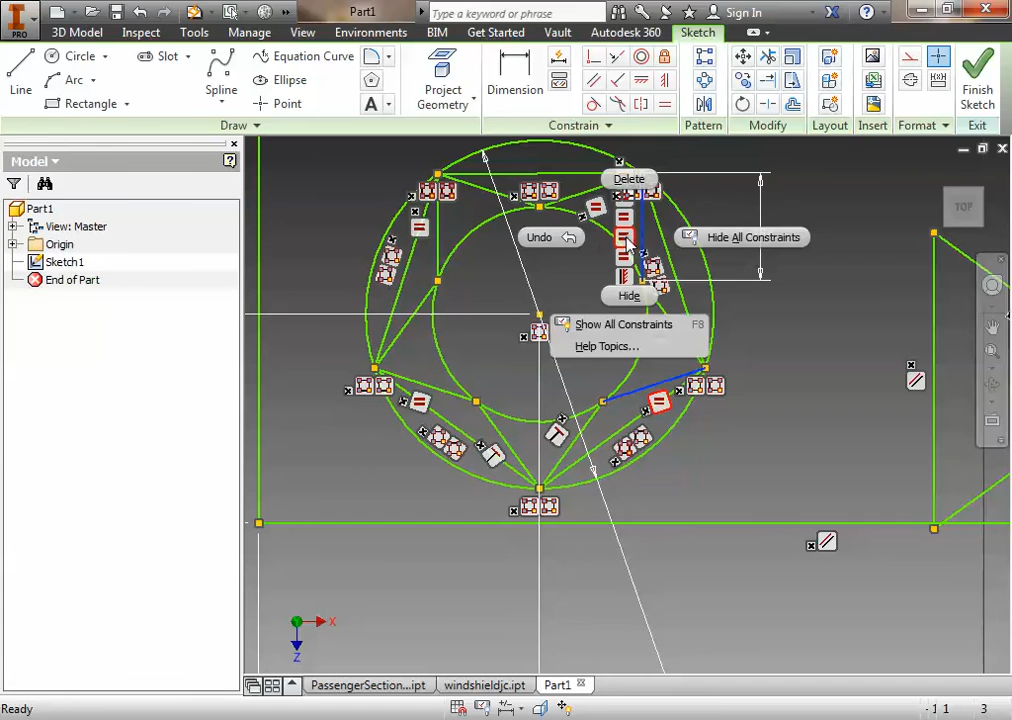 PRO
Part1
Type a keyword or phrase
Sign In
3D Model
Inspect
Tools
Manage
View
Environments
BIM
Get Started
Vault
Autodesk 360
Sketch
Line
Circle
Arc
Rectangle
Slot
Spline
Equation Curve
Ellipse
Point
A
Project
Geometry
Dimension
Finish
Sketch
Draw
Constrain
Pattern
Modify
Layout
Insert
Format
Exit
Model
Part1
View: Master
Origin
Sketch1
End of Part
Delete
Undo
Hide All Constraints
Hide
Show All Constraints F8
Help Topics...
TOP
X
Z
PassengerSection...ipt
windshieldjc.ipt
Part1
Ready
1 1 3